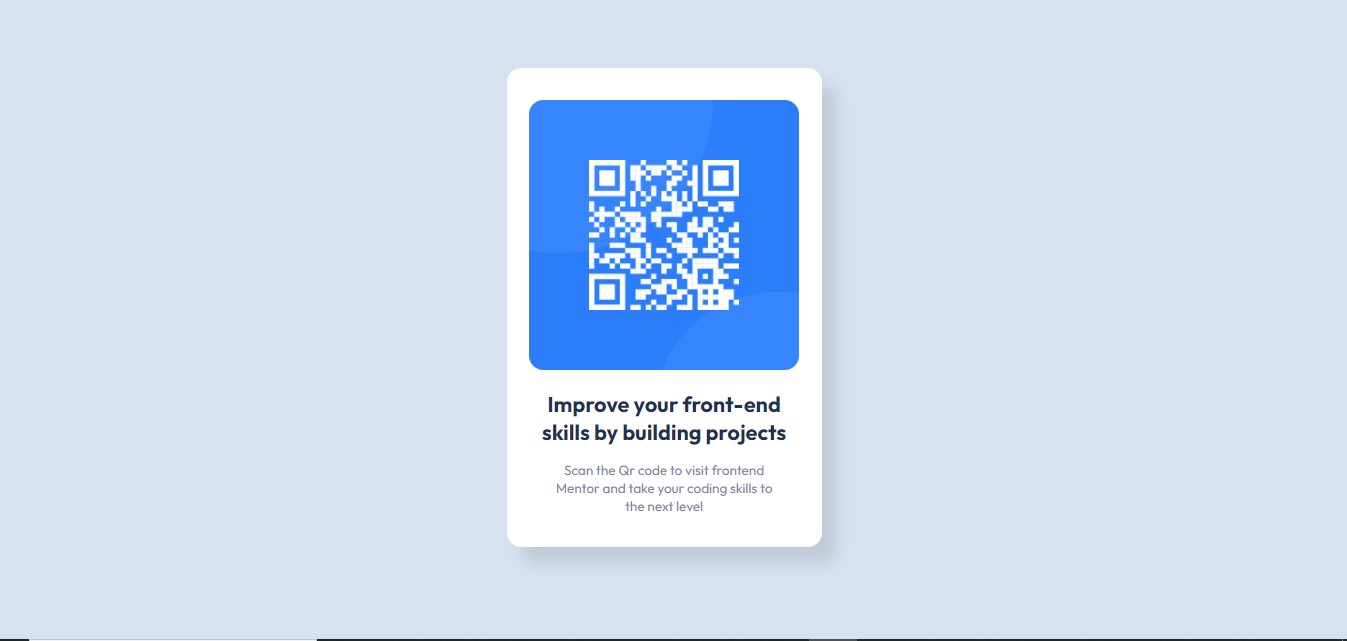 Improve your front-end
skills by building projects
Scan the Qr code to visit frontend
Mentor and take your coding skills to
the next level